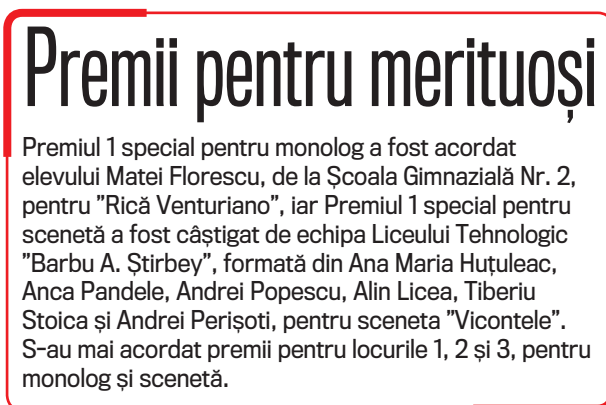 Premii pentru merituoși
Premiul 1 special pentru monolog a fost acordat
elevului Matei Florescu, de la Școala Gimnazială Nr. 2,
pentru ”Rică Venturiano”, iar Premiul 1 special pentru
scenetă a fost câștigat de echipa Liceului Tehnologic
”Barbu A. Știrbey”, formată din Ana Maria Huțuleac,
Anca Pandele, Andrei Popescu, Alin Licea, Tiberiu
Stoica și Andrei Perișoti, pentru sceneta ”Vicontele”.
S-au mai acordat premii pentru locurile 1, 2 și 3, pentru
monolog și scenetă.